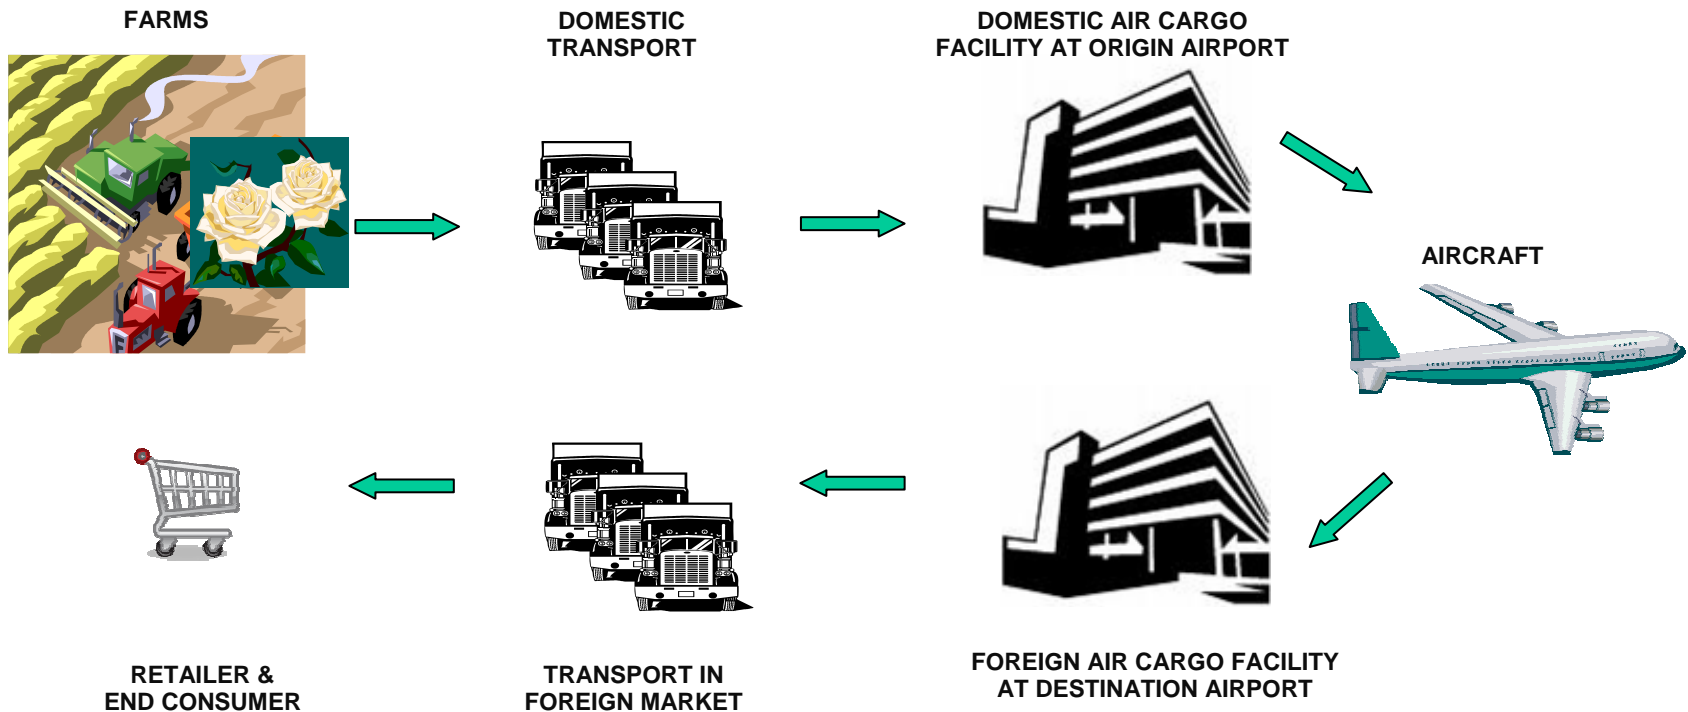 FARMS
DOMESTIC
TRANSPORT
DOMESTIC AIR CARGO
FACILITY AT ORIGIN AIRPORT
AIRCRAFT
RETAILER &
END CONSUMER
TRANSPORT IN
FOREIGN MARKET
FOREIGN AIR CARGO FACILITY
AT DESTINATION AIRPORT